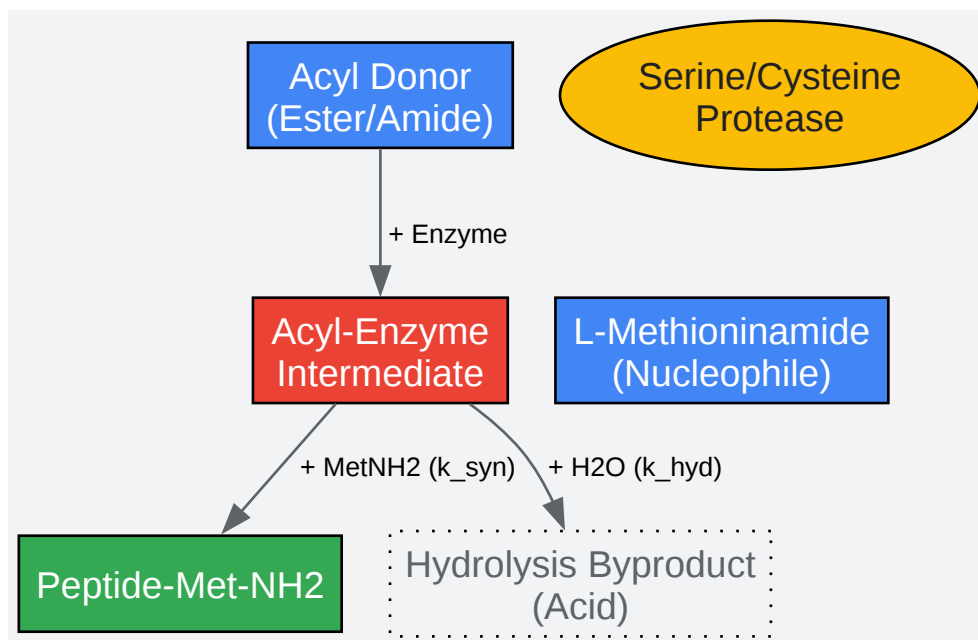 Acyl Donor
(Ester/Amide)
Serine/Cysteine
Protease
+ Enzyme
Acyl-Enzyme
Intermediate
L-Methioninamide
(Nucleophile)
+ MetNH2 (k_syn)
+ H2O (k_hyd)
Peptide-Met-NH2
Hydrolysis Byproduct
(Acid)